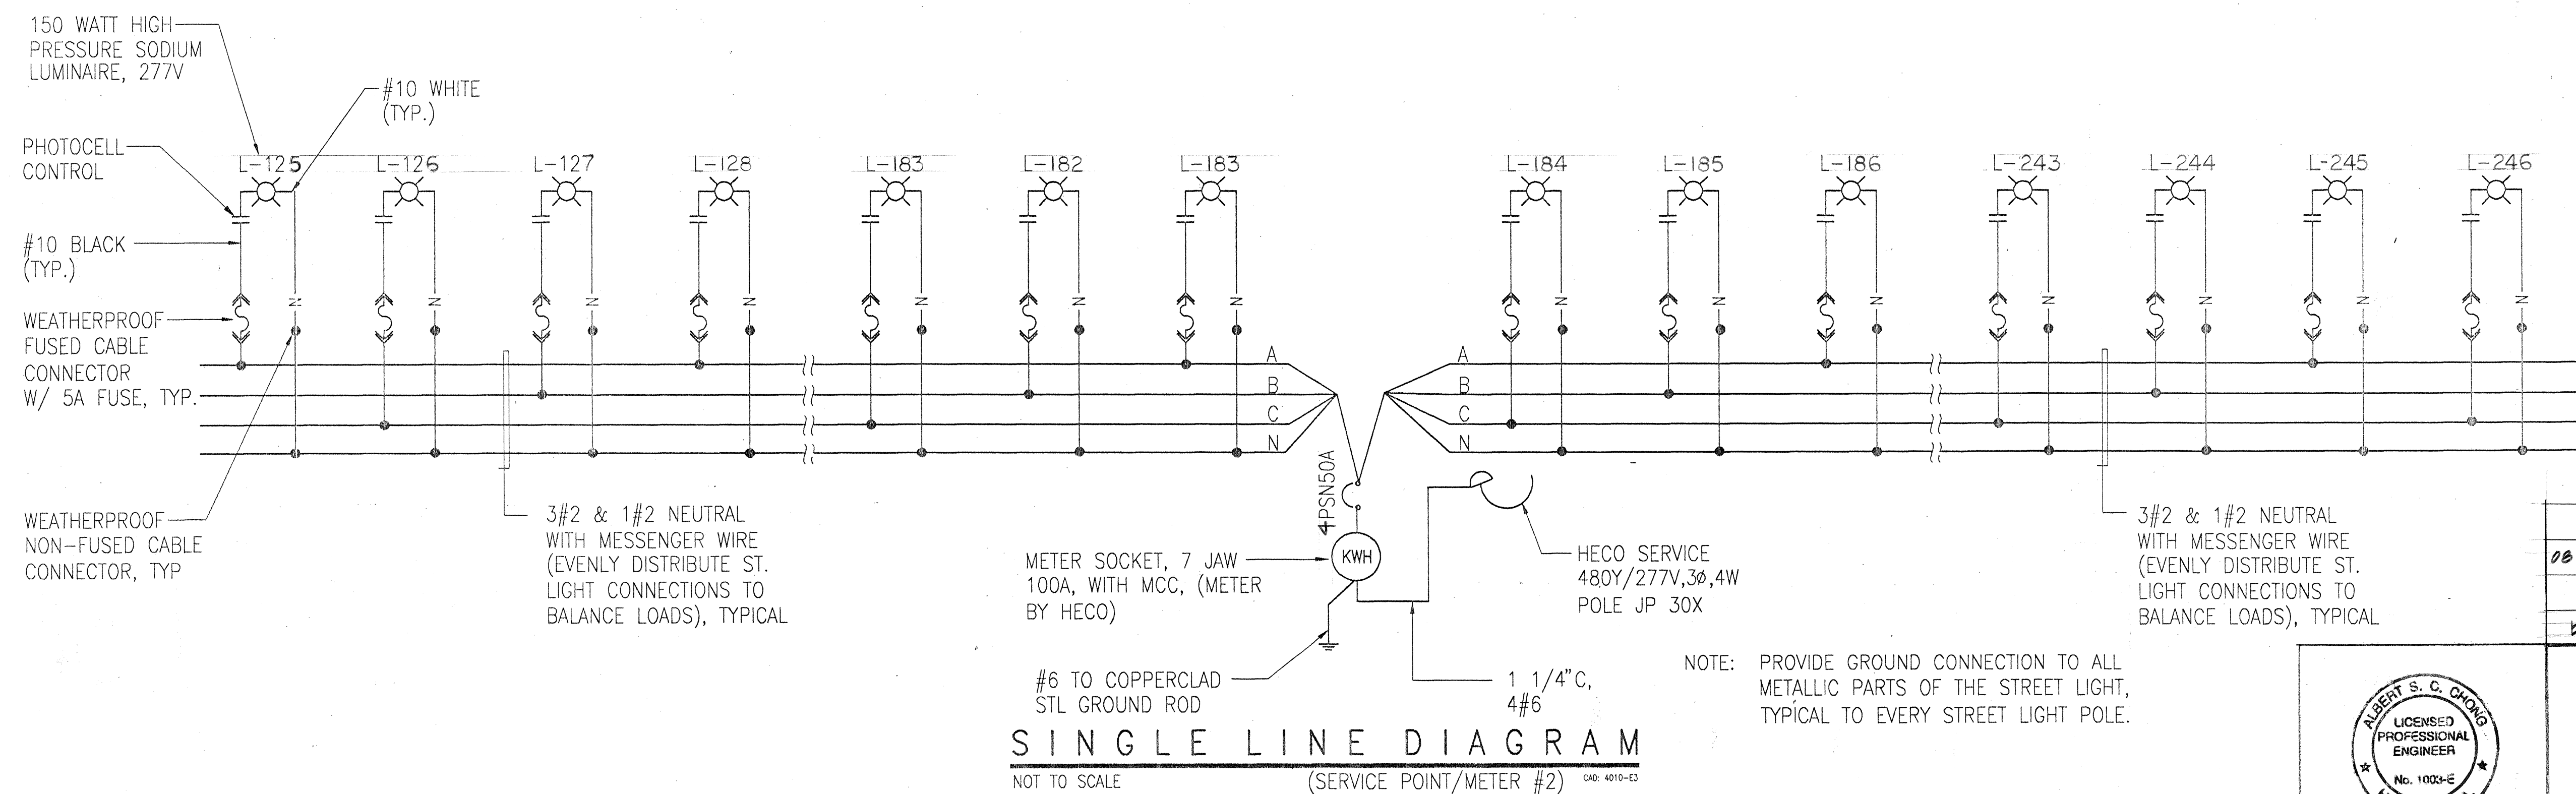 150 WATT HIGH
PRESSURE SODIUM
LUMINAIRE, 277V
#10 WHITE
(TYP.)
PHOTOCELL
CONTROL
#10 BLACK
(TYP.)
WEATHERPROOF
FUSED CABLE
CONNECTOR
W/ 5A FUSE, TYP.
WEATHERPROOF
NON-FUSED CABLE
CONNECTOR, TYP
L-125 L-126 L-127 L-128 L-183 L-182 L-183 L-184 L-185 L-186 L-243 L-244 L-245 L-246
N N N N N N N N N N N N N N
A A
B B
C C
N N
3#2 & 1#2 NEUTRAL
WITH MESSENGER WIRE
(EVENLY DISTRIBUTE ST.
LIGHT CONNECTIONS TO
BALANCE LOADS), TYPICAL
4PSN50A
KWH
METER SOCKET, 7 JAW
100A, WITH MCC, (METER
BY HECO)
HECO SERVICE
480Y/277V,3ø,4W
POLE JP 30X
#6 TO COPPERCLAD
STL GROUND ROD
1 1/4"C,
4#6
3#2 & 1#2 NEUTRAL
WITH MESSENGER WIRE
(EVENLY DISTRIBUTE ST.
LIGHT CONNECTIONS TO
BALANCE LOADS), TYPICAL
NOTE: PROVIDE GROUND CONNECTION TO ALL
METALLIC PARTS OF THE STREET LIGHT,
TYPICAL TO EVERY STREET LIGHT POLE.
SINGLE LINE DIAGRAM
NOT TO SCALE (SERVICE POINT/METER #2) CAD: 4010-E3
08
ALBERT S. C. CHONG
LICENSED
PROFESSIONAL
ENGINEER
No. 1003-E